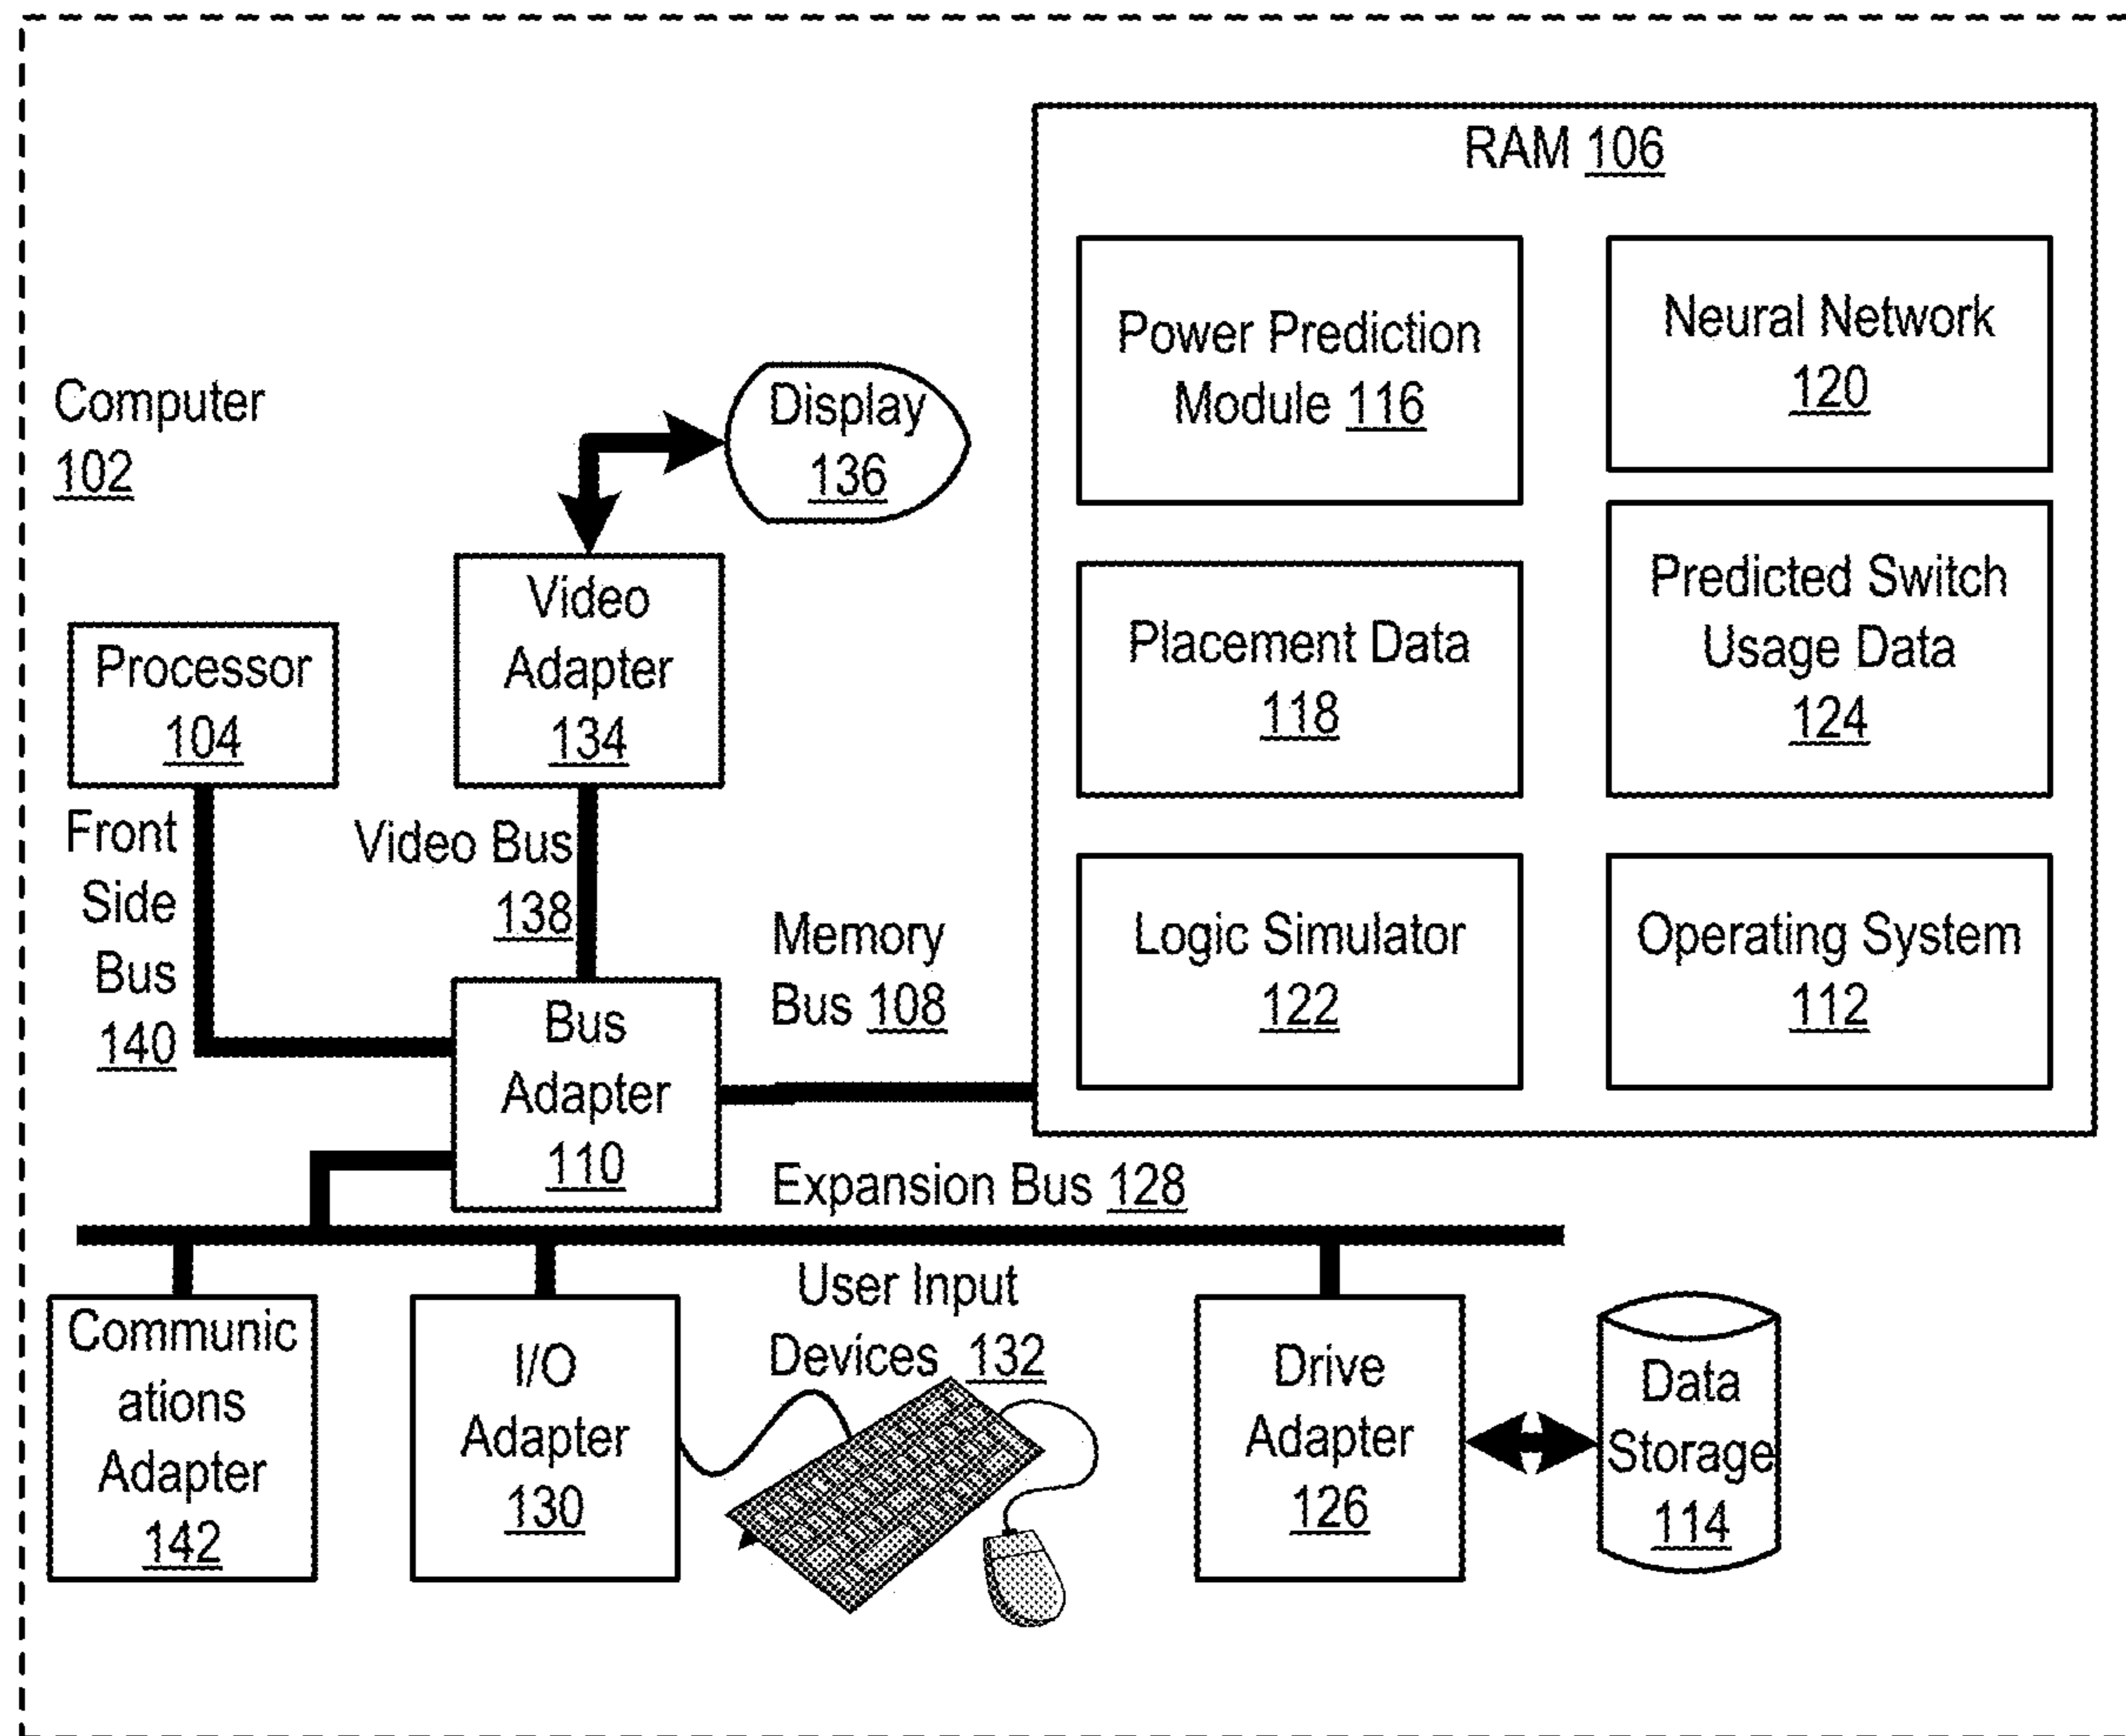 RAM 106
Power Prediction
Module 116
Neural Network
120
Computer
102
Display
136
Placement Data
118
Predicted Switch
Usage Data
124
Video
Adapter
134
Processor
104
Front
Side
Bus
140
Video Bus
138
Memory
Bus 108
Logic Simulator
122
Operating System
112
Bus
Adapter
110
Expansion Bus 128
Communic
ations
Adapter
142
I/O
Adapter
130
User Input
Devices 132
Drive
Adapter
126
Data
Storage
114